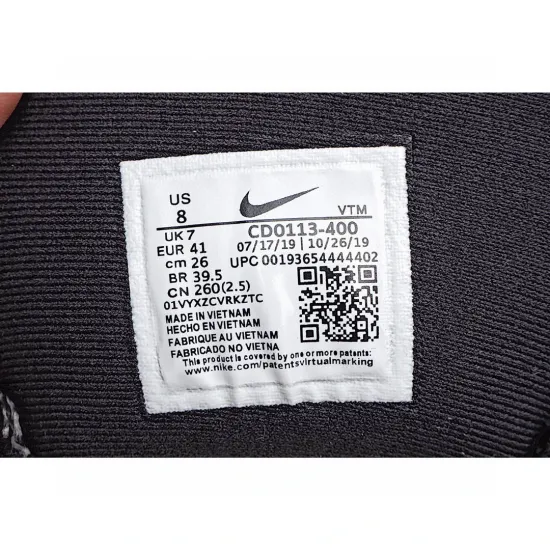 US
8
VTM
UK 7
CD0113-400
EUR 41
07/17/19 | 10/26/19
cm 26
UPC 00193654444402
BR 39.5
CN 260(2.5)
01VYXZCVRKZTC
MADE IN VIETNAM
HECHO EN VIETNAM
FABRIQUE AU VIETNAM
FABRICADO NO VIETNA
This product is covered by one or more patents:
www.nike.com/patentsvirtualmarking